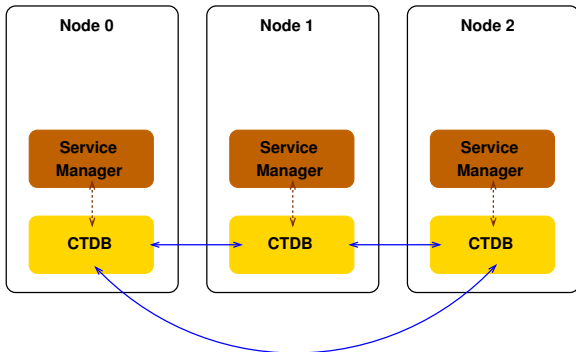 Node 0
Node 1
Node 2
Service
Manager
Service
Manager
Service
Manager
CTDB
CTDB
CTDB